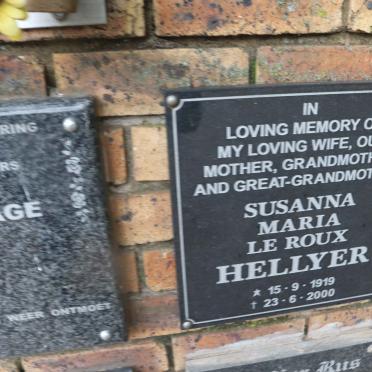 RING
RS
AGE
WEER ONTMOET
IN
LOVING MEMORY O
MY LOVING WIFE, OU
MOTHER, GRANDMOTH
AND GREAT-GRANDMOT
SUSANNA
MARIA
LE ROUX
HELLYER
★ 15 - 9 - 1919
† 23 - 6 - 2000
Rus